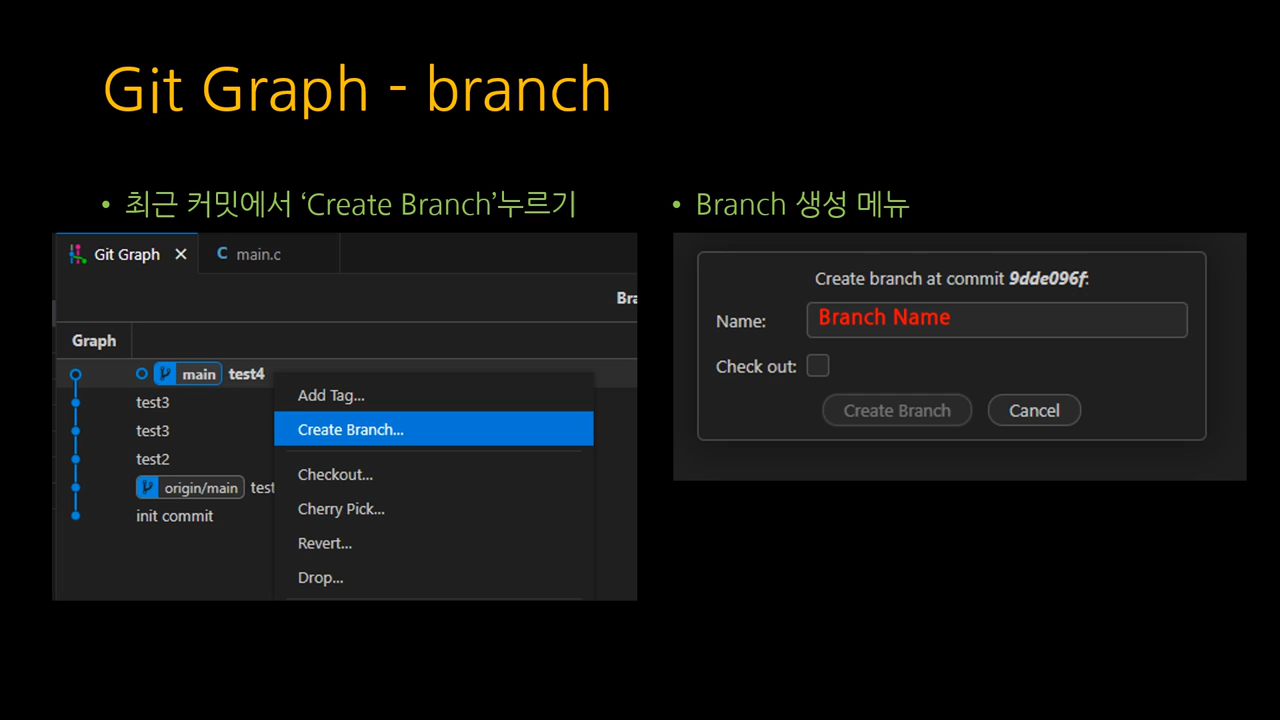 Git Graph - branch
• 최근 커밋에서 ‘Create Branch’누르기
Git Graph ✕ C main.c
Graph
main test4
test3
test3
test2
origin/main
init commit
Add Tag...
Create Branch...
Checkout...
Cherry Pick...
Revert...
Drop...
• Branch 생성 메뉴
Create branch at commit 9dde096f:
Name: Branch Name
Check out:
Create Branch Cancel